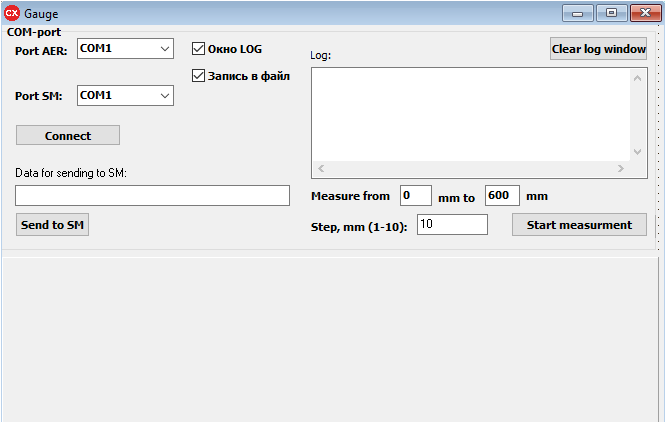 CX Gauge
COM-port
Port AER: COM1
Окно LOG
Log:
Clear log window
Запись в файл
Port SM: COM1
Connect
Data for sending to SM:
Measure from 0 mm to 600 mm
Send to SM
Step, mm (1-10): 10
Start measurment